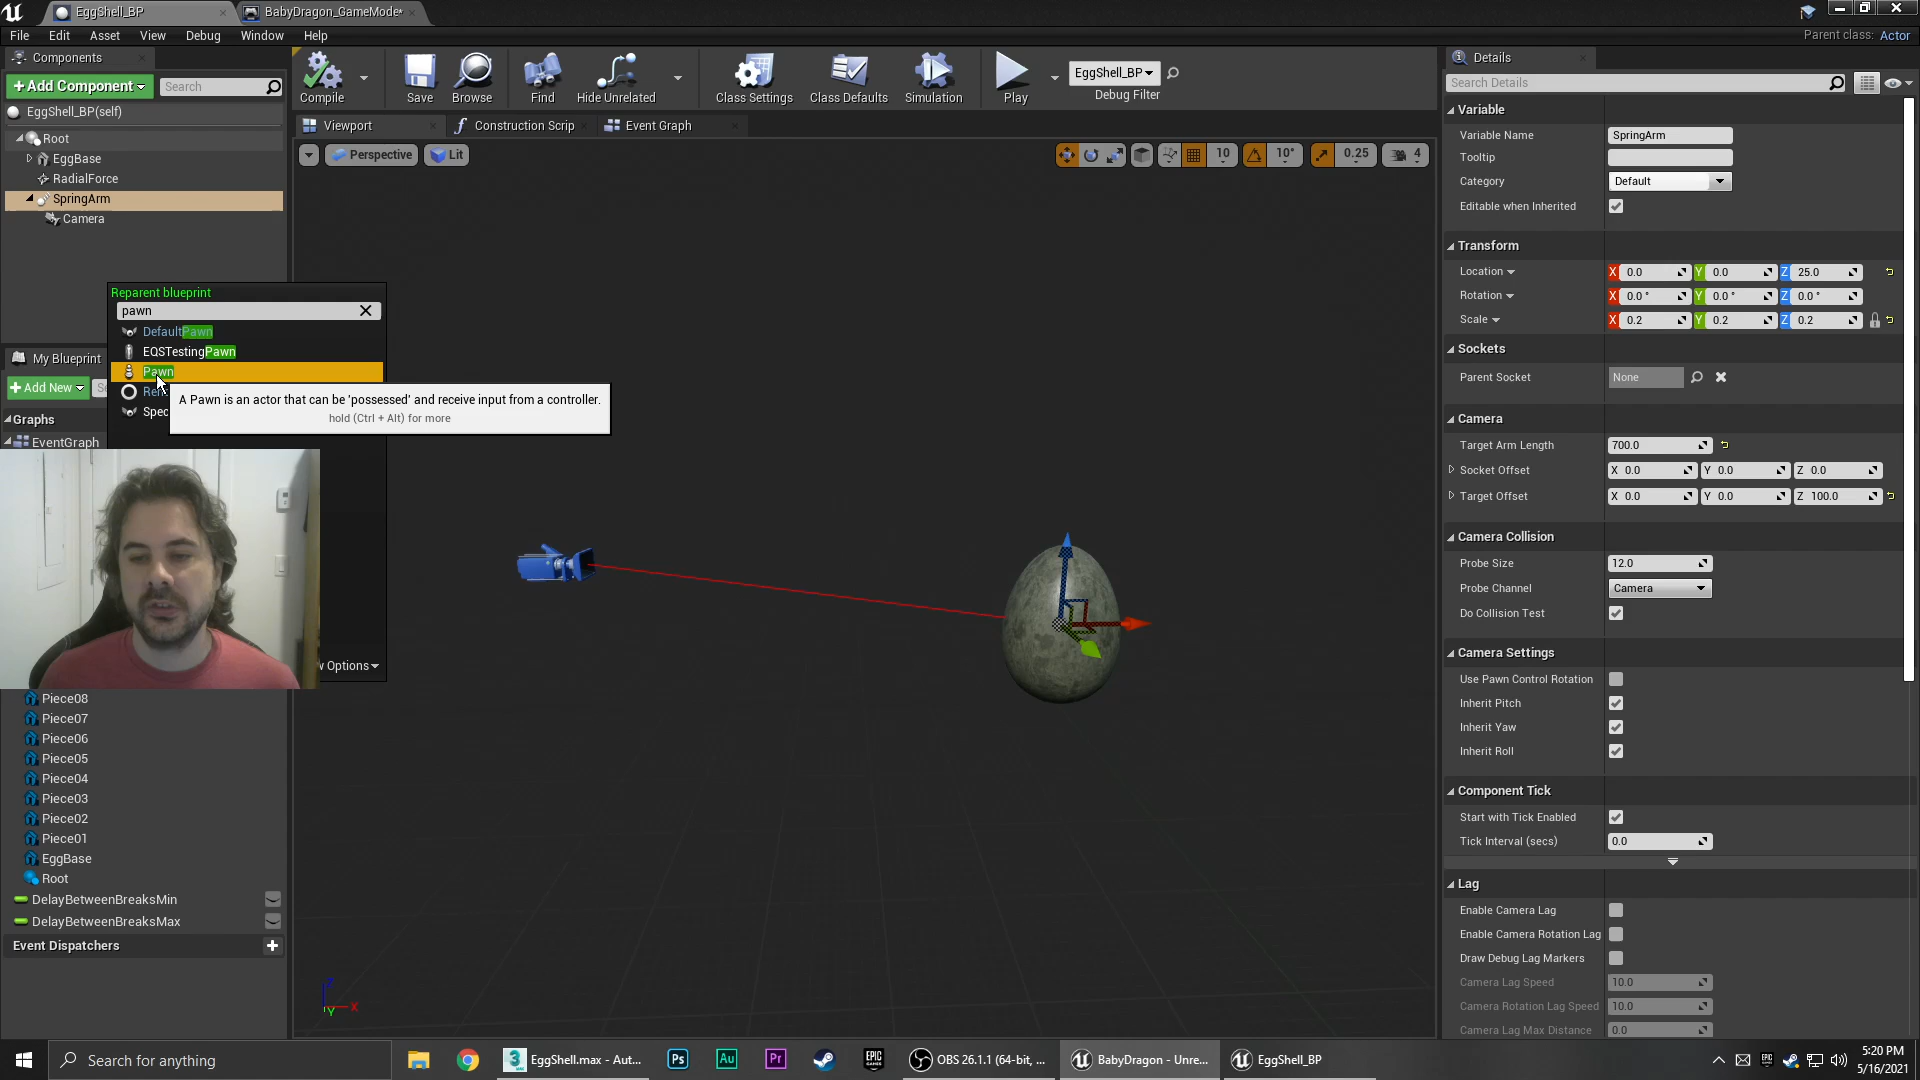 EggShell_BP
BabyDragon_GameMode*
File Edit Asset View Debug Window Help
Parent class: Actor
Components
+ Add Component
Search
EggShell_BP(self)
Root
EggBase
RadialForce
SpringArm
Camera
Compile
Save
Browse
Find
Hide Unrelated
Class Settings
Class Defaults
Simulation
Play
EggShell_BP
Debug Filter
Viewport
Construction Scrip
Event Graph
Perspective
Lit
10
10°
0.25
4
Reparent blueprint
pawn
DefaultPawn
EQSTestingPawn
Pawn
A Pawn is an actor that can be 'possessed' and receive input from a controller.
hold (Ctrl + Alt) for more
My Blueprint
+ Add New
Graphs
EventGraph
Piece08
Piece07
Piece06
Piece05
Piece04
Piece03
Piece02
Piece01
EggBase
Root
DelayBetweenBreaksMin
DelayBetweenBreaksMax
Event Dispatchers
Z
X
Y
Details
Search Details
Variable
Variable Name SpringArm
Tooltip
Category Default
Editable when Inherited
Transform
Location X 0.0 Y 0.0 Z 25.0
Rotation X 0.0 ° Y 0.0 ° Z 0.0 °
Scale X 0.2 Y 0.2 Z 0.2
Sockets
Parent Socket None
Camera
Target Arm Length 700.0
Socket Offset X 0.0 Y 0.0 Z 0.0
Target Offset X 0.0 Y 0.0 Z 100.0
Camera Collision
Probe Size 12.0
Probe Channel Camera
Do Collision Test
Camera Settings
Use Pawn Control Rotation
Inherit Pitch
Inherit Yaw
Inherit Roll
Component Tick
Start with Tick Enabled
Tick Interval (secs) 0.0
Lag
Enable Camera Lag
Enable Camera Rotation Lag
Draw Debug Lag Markers
Camera Lag Speed 10.0
Camera Rotation Lag Speed 10.0
Camera Lag Max Distance 0.0
Search for anything
EggShell.max - Aut...
Ps
Au
Pr
EPIC GAMES
OBS 26.1.1 (64-bit, ...
BabyDragon - Unre...
EggShell_BP
5:20 PM
5/16/2021